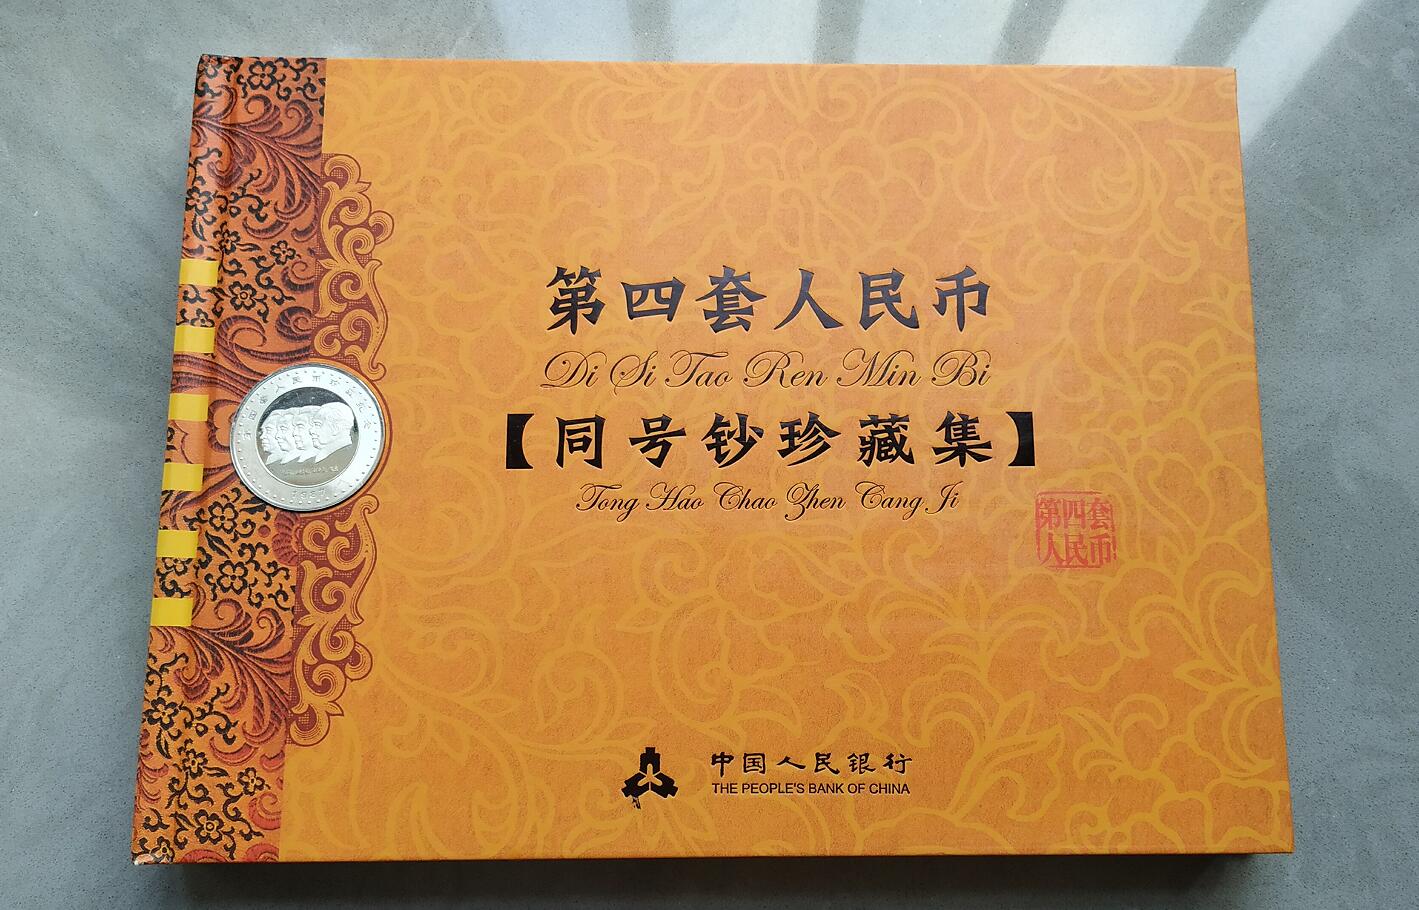 第四套人民币
Di Si Tao Ren Min Bi
【同号钞珍藏集】
Tong Hao Chao Zhen Cang Ji
第四套
人民币
中国人民银行
THE PEOPLE'S BANK OF CHINA